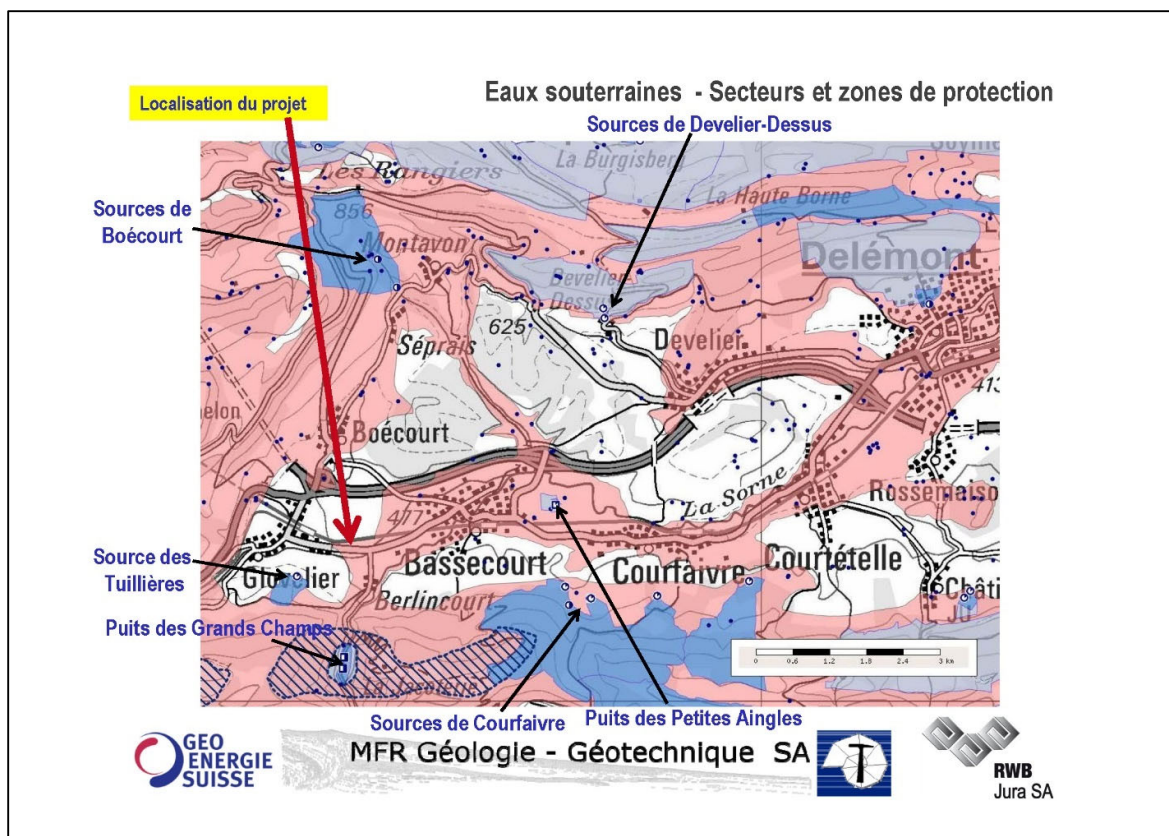 Localisation du projet
Eaux souterraines - Secteurs et zones de protection
Sources de Develier-Dessus
Sources de
Boécourt
Les Rangiers
La Burgisberg
La Haute Borne
856
Montavon
Delémont
Bevelier-
Dessus
625
Séprais
Develier
Boécourt
La Sorne
Rossemaison
477
Bassecourt
Courfaivre
Courtételle
Source des
Tuillières
Glovelier
Berlincourt
Puits des Grands Champs
0 0.6 1.2 1.8 2.4 3 km
Sources de Courfaivre
Puits des Petites Aingles
GEO
ENERGIE
SUISSE
MFR Géologie - Géotechnique SA
RWB
Jura SA